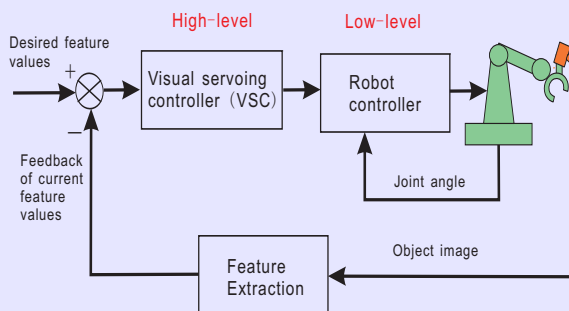 High-level
Low-level
Desired feature
values
+
Visual servoing
controller (VSC)
Robot
controller
−
Feedback
of current
feature
values
Joint angle
Object image
Feature
Extraction